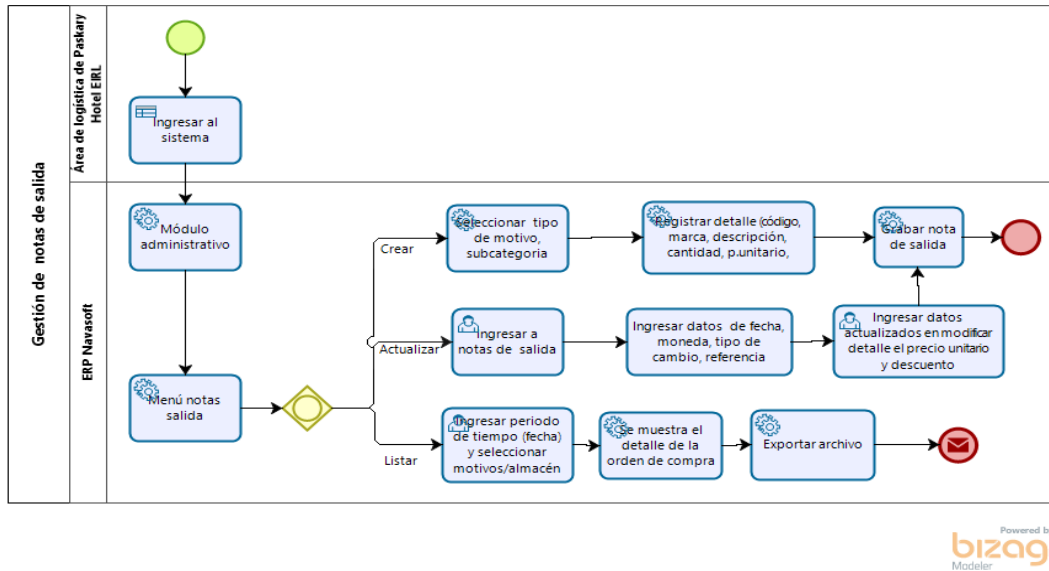 Gestión de notas de salida
Área de logística de Paskary
Hotel EIRL
Ingresar al
sistema
ERP Navasoft
Módulo
administrativo
Menú notas
salida
Crear
Seleccionar tipo
de motivo,
subcategoria
Registrar detalle (código,
marca, descripción,
cantidad, p.unitario,
Grabar nota
de salida
Actualizar
Ingresar a
notas de salida
Ingresar datos de fecha,
moneda, tipo de
cambio, referencia
Ingresar datos
actualizados en modificar
detalle el precio unitario
y descuento
Listar
Ingresar periodo
de tiempo (fecha)
y seleccionar
motivos/almacén
Se muestra el
detalle de la
orden de compra
Exportar archivo
Powered b
bizag
Modeler